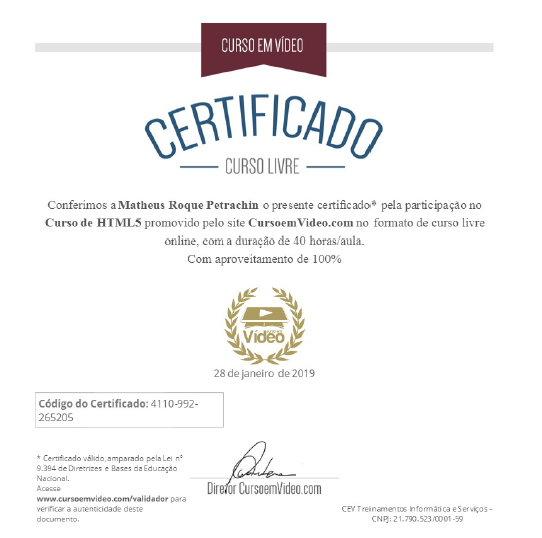 CURSO EM VÍDEO
CERTIFICADO
CURSO LIVRE
Conferimos a Matheus Roque Petrachin o presente certificado* pela participação no
Curso de HTML5 promovido pelo site CursoemVideo.com no formato de curso livre
online, com a duração de 40 horas/aula.
Com aproveitamento de 100%
Vídeo
28 de janeiro de 2019
Código do Certificado: 4110-992-
265205
* Certificado válido, amparado pela Lei n°
9.394 de Diretrizes e Bases da Educação
Nacional.
Acesse
www.cursoemvideo.com/validador para
verificar a autenticidade deste
documento.
Diretor CursoemVideo.com
CEV Treinamentos Informática e Serviços –
CNPJ: 21.790.523/0001-59